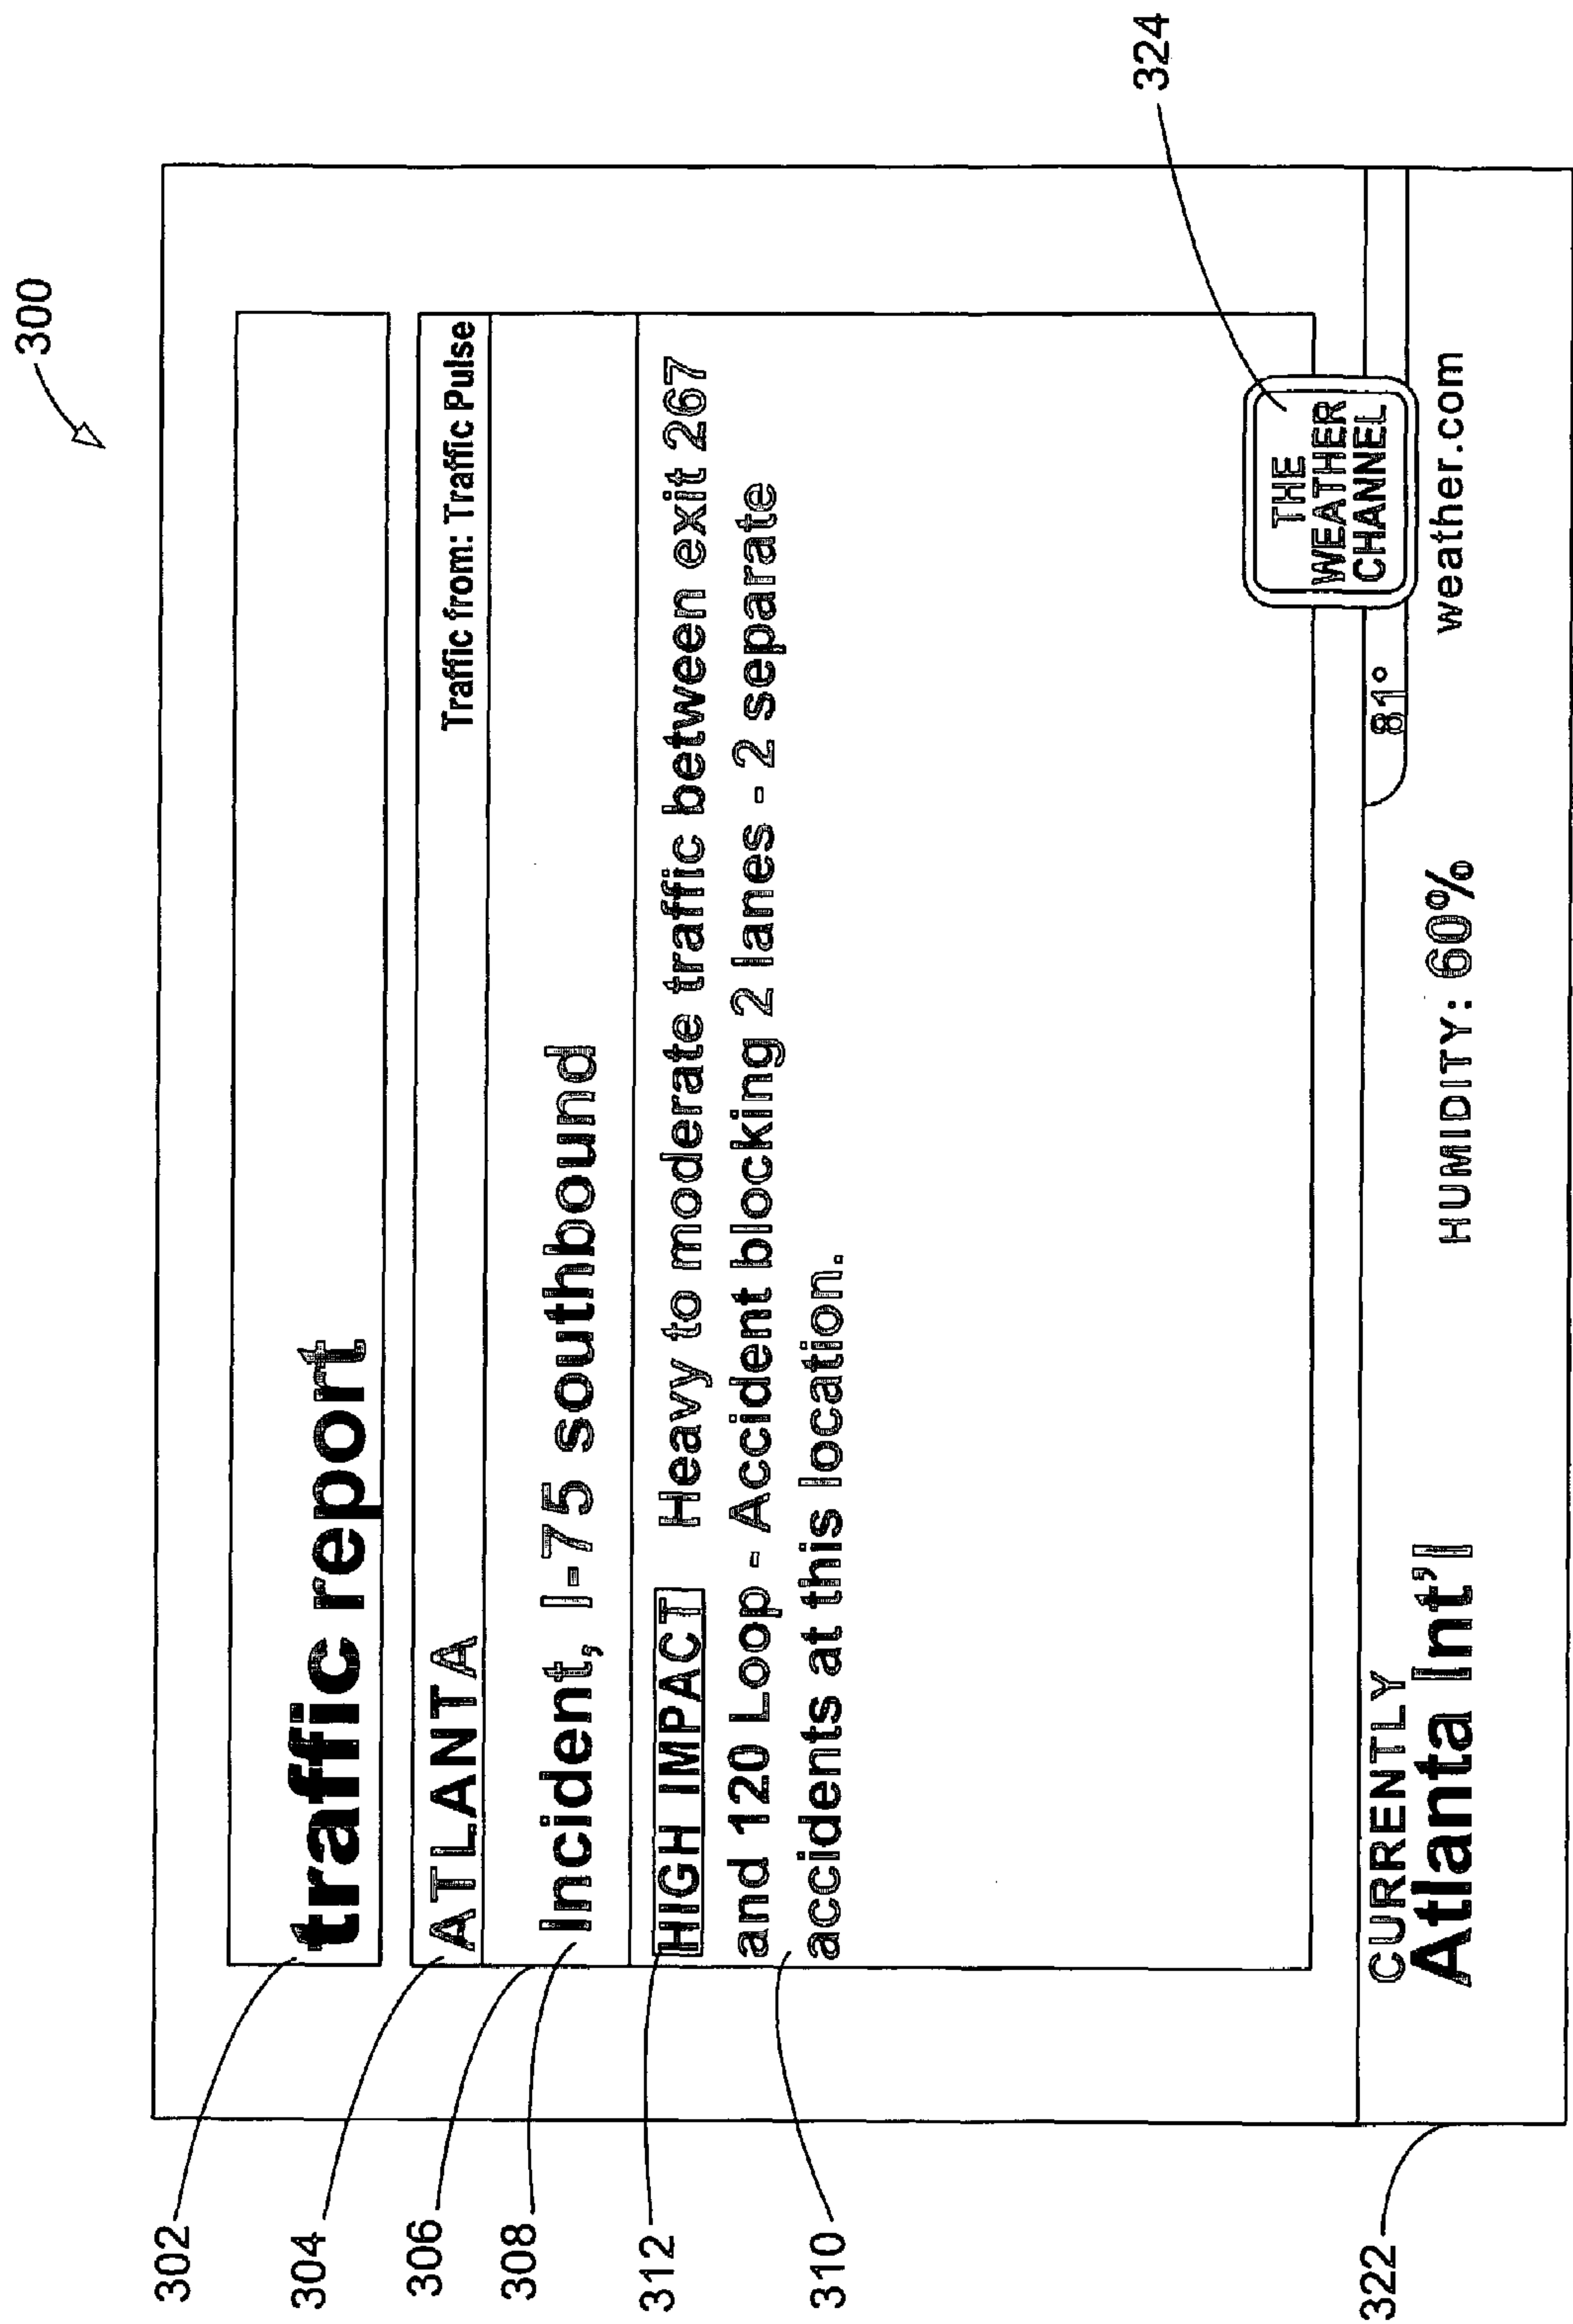 300
302
traffic report
304
ATLANTA Traffic from: Traffic Pulse
306
308
Incident, I-75 southbound
312
HIGH IMPACT Heavy to moderate traffic between exit 267
and 120 Loop - Accident blocking 2 lanes - 2 separate
accidents at this location.
310
324
THE
WEATHER
CHANNEL
CURRENTLY 81°
Atlanta Int'l HUMIDITY: 60% weather.com
322